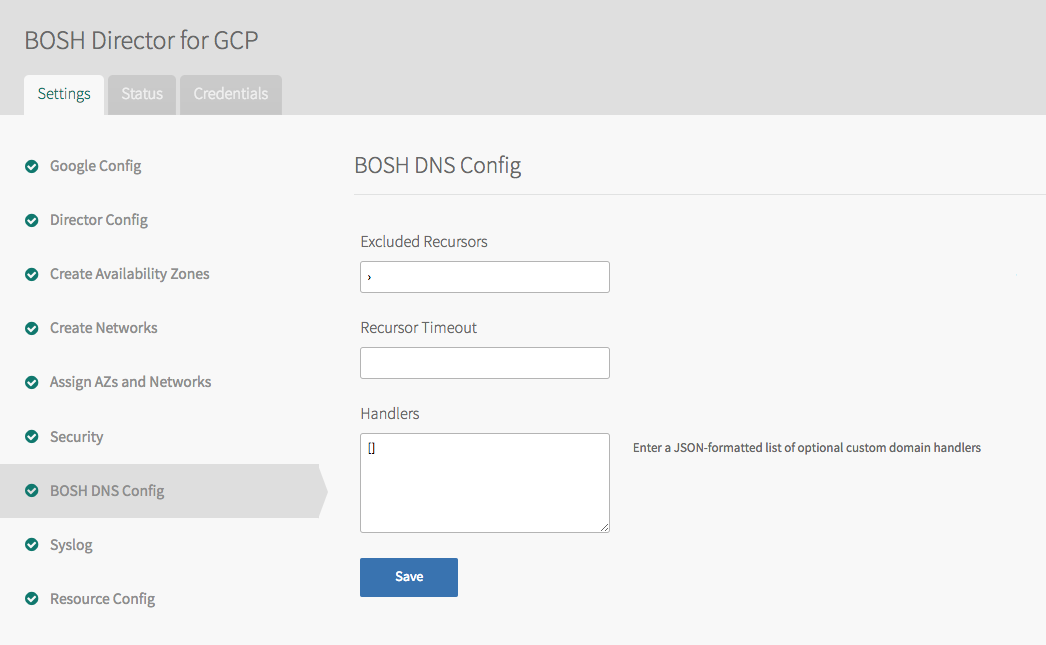 BOSH Director for GCP
Settings Status Credentials
Google Config
Director Config
Create Availability Zones
Create Networks
Assign AZs and Networks
Security
BOSH DNS Config
Syslog
Resource Config
BOSH DNS Config
Excluded Recursors
›
Recursor Timeout
Handlers
[]
Enter a JSON-formatted list of optional custom domain handlers
Save